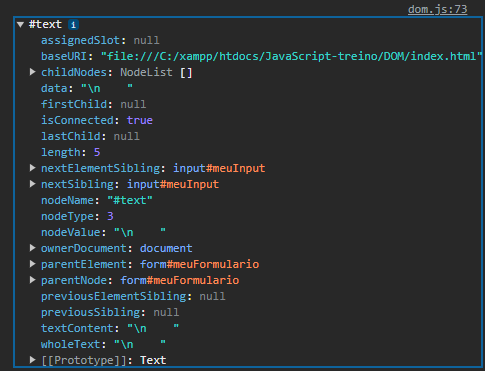 dom.js:73
▼ #text i
assignedSlot: null
baseURI: "file:///C:/xampp/htdocs/JavaScript-treino/DOM/index.html"
▶ childNodes: NodeList []
data: "\n    "
firstChild: null
isConnected: true
lastChild: null
length: 5
▶ nextElementSibling: input#meuInput
▶ nextSibling: input#meuInput
nodeName: "#text"
nodeType: 3
nodeValue: "\n    "
▶ ownerDocument: document
▶ parentElement: form#meuFormulario
▶ parentNode: form#meuFormulario
previousElementSibling: null
previousSibling: null
textContent: "\n    "
wholeText: "\n    "
▶ [[Prototype]]: Text